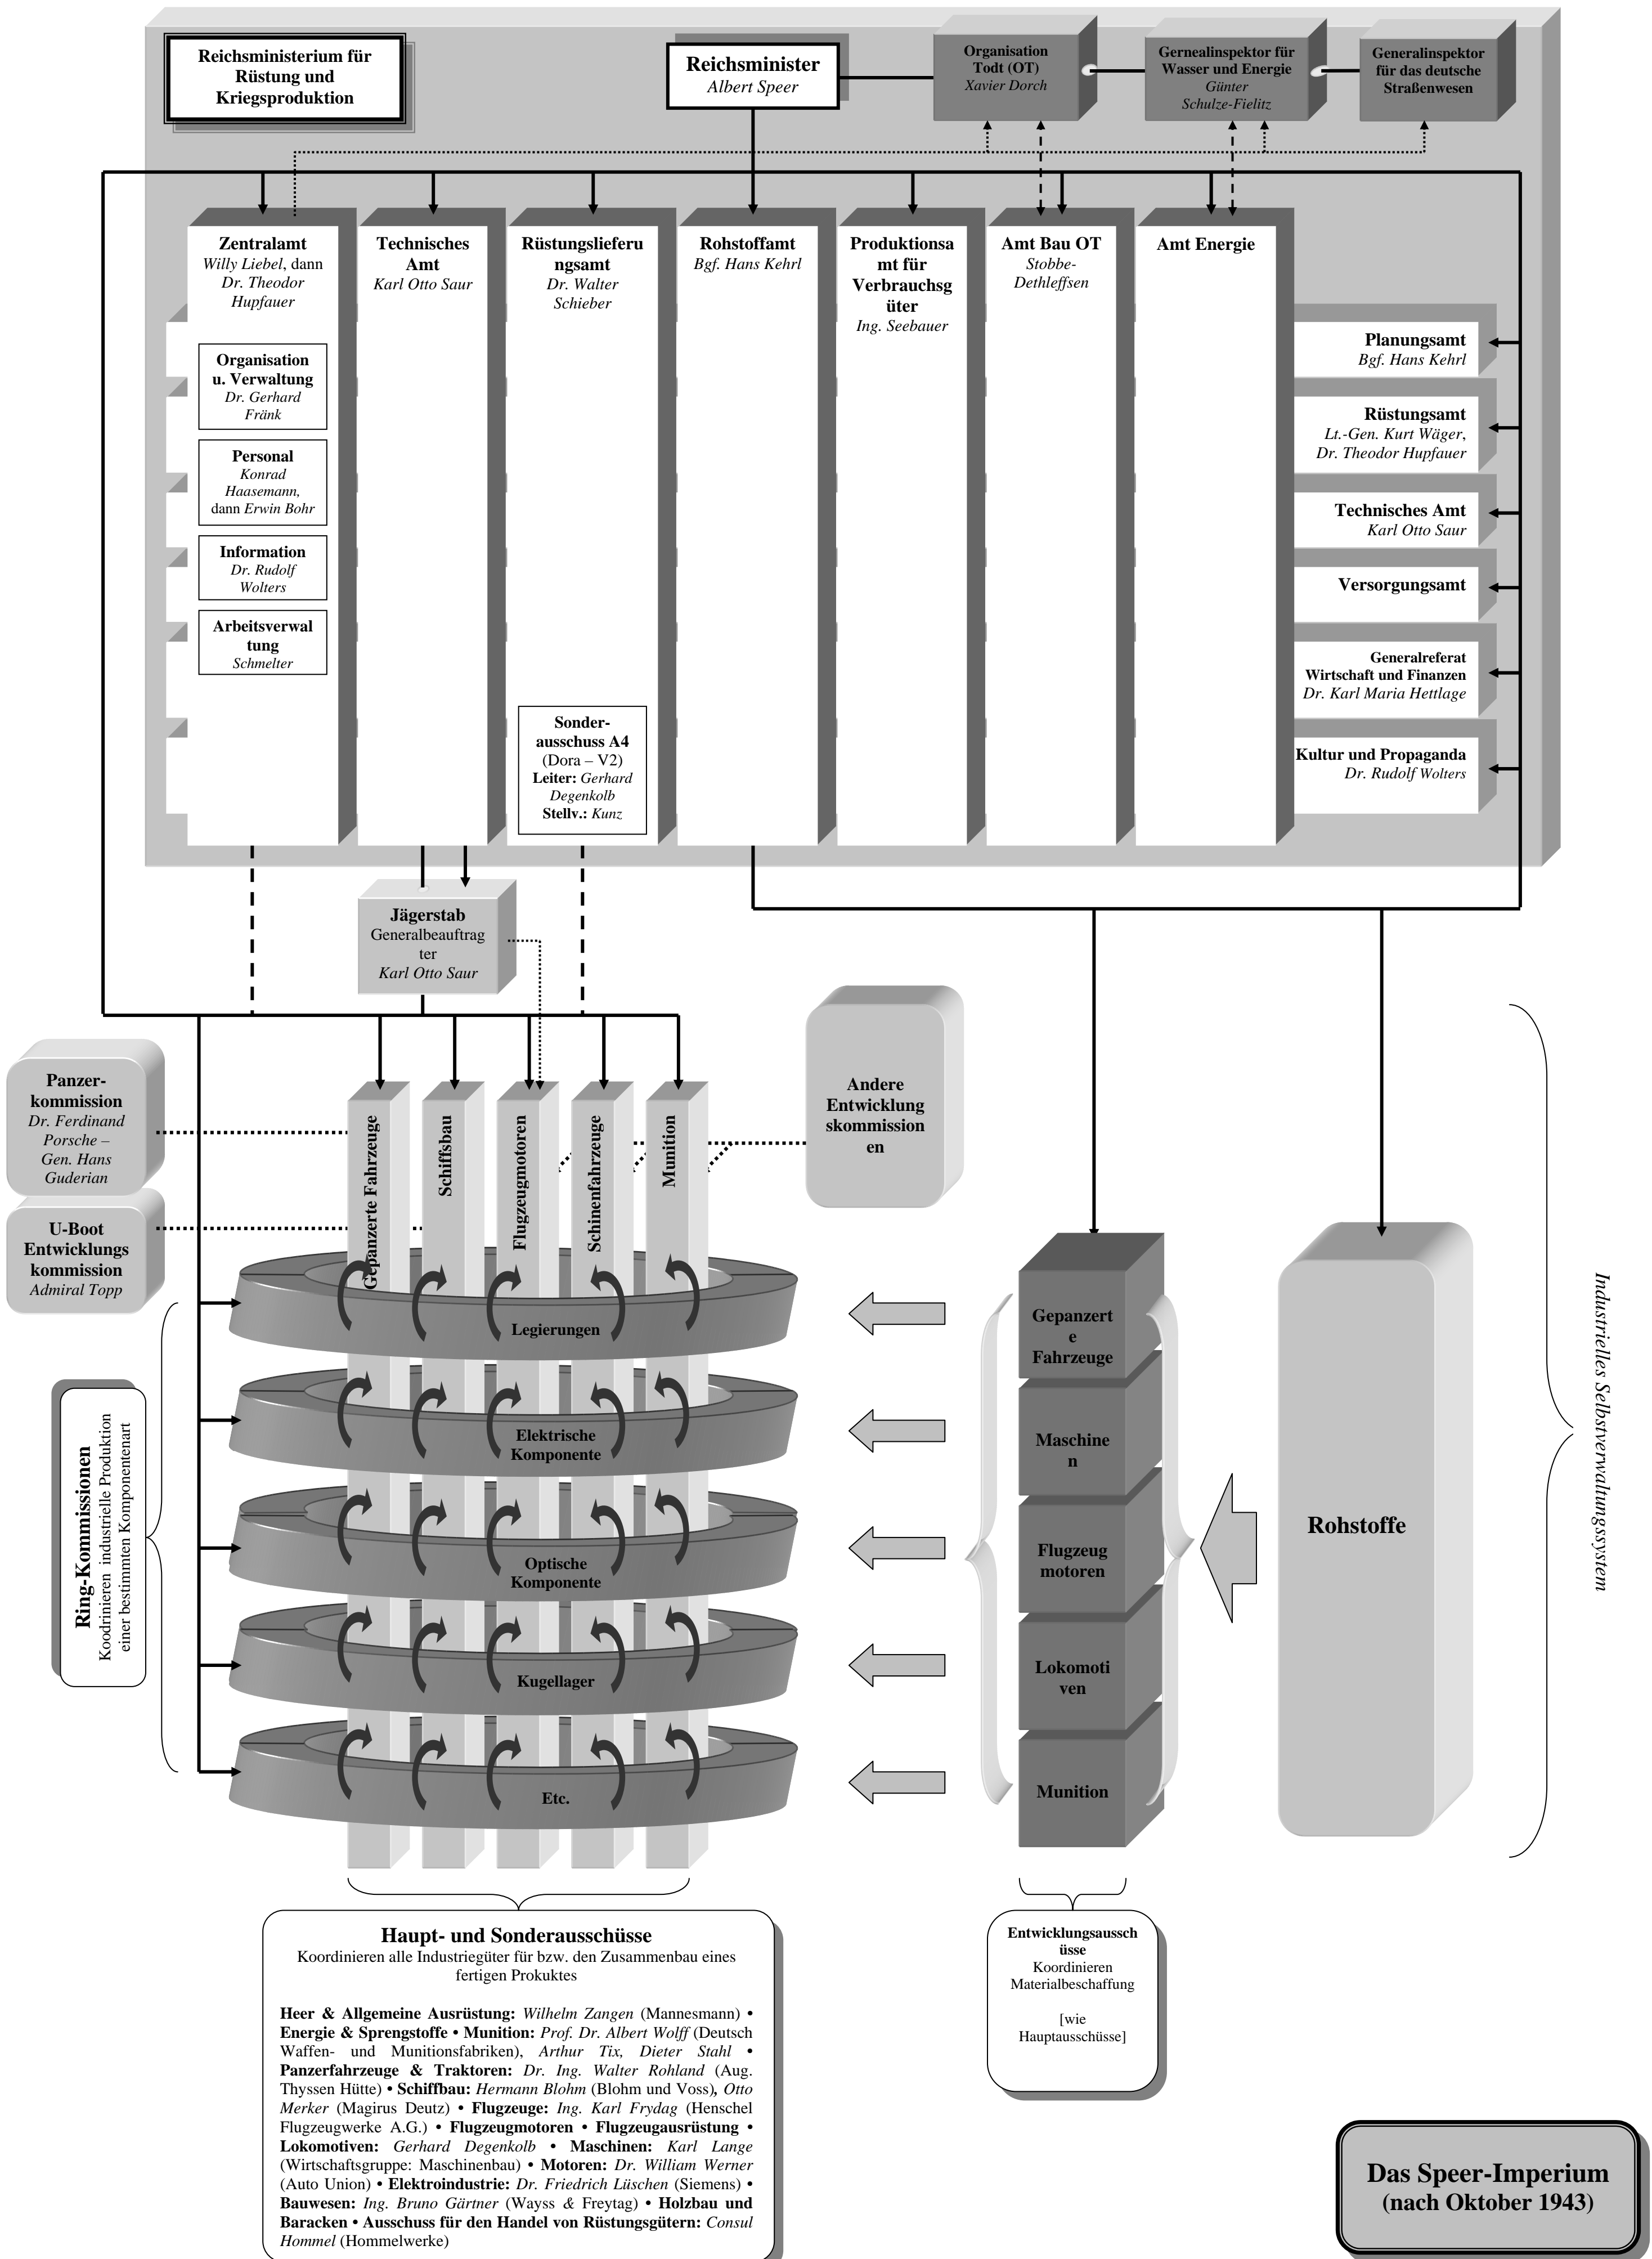 Reichsministerium für
Rüstung und
Kriegsproduktion
Reichsminister
Albert Speer
Organisation
Todt (OT)
Xavier Dorch
Gernealinspektor für
Wasser und Energie
Günter
Schulze-Fielitz
Generalinspektor
für das deutsche
Straßenwesen
Zentralamt
Willy Liebel, dann
Dr. Theodor
Hupfauer
Organisation
u. Verwaltung
Dr. Gerhard
Fränk
Personal
Konrad
Haasemann,
dann Erwin Bohr
Information
Dr. Rudolf
Wolters
Arbeitsverwal
tung
Schmelter
Technisches
Amt
Karl Otto Saur
Rüstungslieferu
ngsamt
Dr. Walter
Schieber
Sonder-
ausschuss A4
(Dora – V2)
Leiter: Gerhard
Degenkolb
Stellv.: Kunz
Rohstoffamt
Bgf. Hans Kehrl
Produktionsa
mt für
Verbrauchsg
üter
Ing. Seebauer
Amt Bau OT
Stobbe-
Dethleffsen
Amt Energie
Planungsamt
Bgf. Hans Kehrl
Rüstungsamt
Lt.-Gen. Kurt Wäger,
Dr. Theodor Hupfauer
Technisches Amt
Karl Otto Saur
Versorgungsamt
Generalreferat
Wirtschaft und Finanzen
Dr. Karl Maria Hettlage
Kultur und Propaganda
Dr. Rudolf Wolters
Jägerstab
Generalbeauftrag
ter
Karl Otto Saur
Panzer-
kommission
Dr. Ferdinand
Porsche –
Gen. Hans
Guderian
U-Boot
Entwicklungs
kommission
Admiral Topp
Gepanzerte Fahrzeuge
Schiffsbau
Flugzeugmotoren
Schinenfahrzeuge
Munition
Andere
Entwicklung
skommission
en
Legierungen
Elektrische
Komponente
Optische
Komponente
Kugellager
Etc.
Ring-Kommissionen
Koodrinieren industrielle Produktion
einer bestimmten Komponentenart
Gepanzert
e
Fahrzeuge
Maschine
n
Flugzeug
motoren
Lokomoti
ven
Munition
Rohstoffe
Industrielles Selbstverwaltungssystem
Haupt- und Sonderausschüsse
Koordinieren alle Industriegüter für bzw. den Zusammenbau eines
fertigen Prokuktes
Heer & Allgemeine Ausrüstung: Wilhelm Zangen (Mannesmann) •
Energie & Sprengstoffe • Munition: Prof. Dr. Albert Wolff (Deutsch
Waffen- und Munitionsfabriken), Arthur Tix, Dieter Stahl •
Panzerfahrzeuge & Traktoren: Dr. Ing. Walter Rohland (Aug.
Thyssen Hütte) • Schiffbau: Hermann Blohm (Blohm und Voss), Otto
Merker (Magirus Deutz) • Flugzeuge: Ing. Karl Frydag (Henschel
Flugzeugwerke A.G.) • Flugzeugmotoren • Flugzeugausrüstung •
Lokomotiven: Gerhard Degenkolb • Maschinen: Karl Lange
(Wirtschaftsgruppe: Maschinenbau) • Motoren: Dr. William Werner
(Auto Union) • Elektroindustrie: Dr. Friedrich Lüschen (Siemens) •
Bauwesen: Ing. Bruno Gärtner (Wayss & Freytag) • Holzbau und
Baracken • Ausschuss für den Handel von Rüstungsgütern: Consul
Hommel (Hommelwerke)
Entwicklungsaussch
üsse
Koordinieren
Materialbeschaffung
[wie
Hauptausschüsse]
Das Speer-Imperium
(nach Oktober 1943)